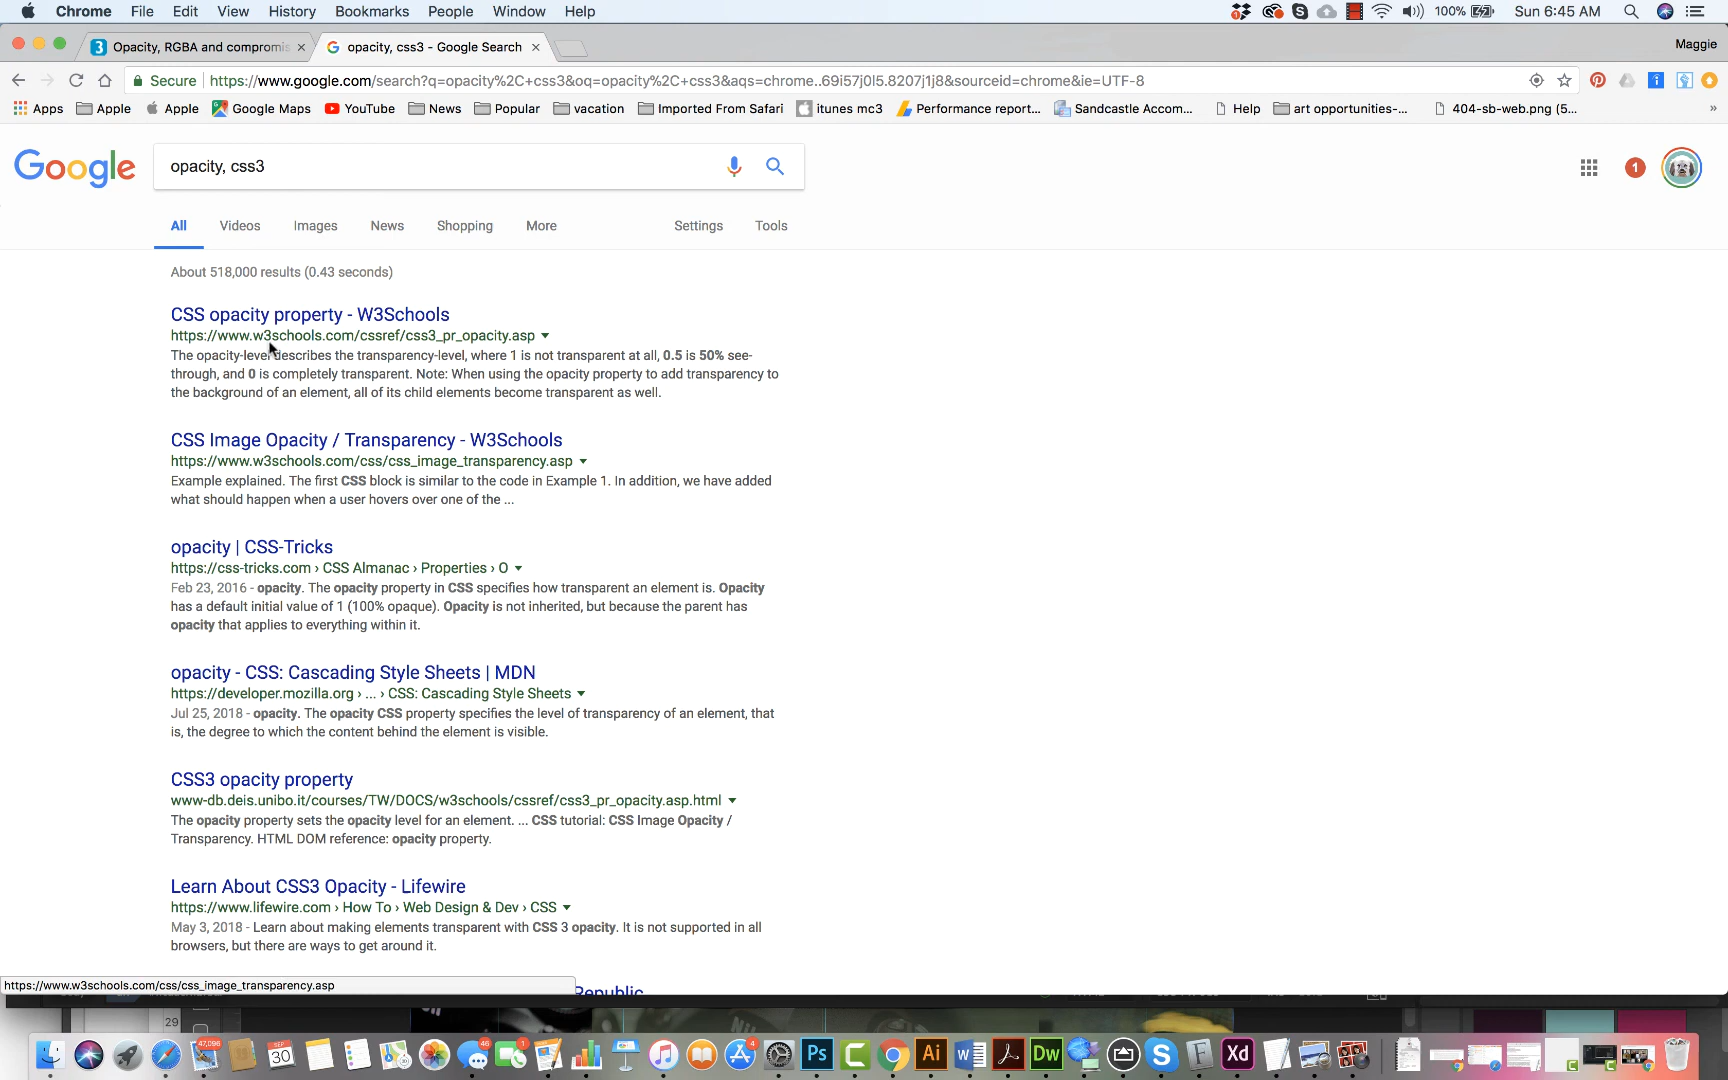 Chrome File Edit View History Bookmarks People Window Help 1 100% Sun 6:45 AM
3 Opacity, RGBA and compromis × opacity, css3 - Google Search × Maggie
Secure https://www.google.com/search?q=opacity%2C+css3&oq=opacity%2C+css3&aqs=chrome..69i57j0l5.8207j1j8&sourceid=chrome&ie=UTF-8
Apps Apple Apple Google Maps YouTube News Popular vacation Imported From Safari itunes mc3 Performance report... Sandcastle Accom... Help art opportunities-... 404-sb-web.png (5... »
Google opacity, css3 1
All Videos Images News Shopping More Settings Tools
About 518,000 results (0.43 seconds)
CSS opacity property - W3Schools
https://www.w3schools.com/cssref/css3_pr_opacity.asp
The opacity-level describes the transparency-level, where 1 is not transparent at all, 0.5 is 50% see-
through, and 0 is completely transparent. Note: When using the opacity property to add transparency to
the background of an element, all of its child elements become transparent as well.
CSS Image Opacity / Transparency - W3Schools
https://www.w3schools.com/css/css_image_transparency.asp
Example explained. The first CSS block is similar to the code in Example 1. In addition, we have added
what should happen when a user hovers over one of the ...
opacity | CSS-Tricks
https://css-tricks.com › CSS Almanac › Properties › O
Feb 23, 2016 - opacity. The opacity property in CSS specifies how transparent an element is. Opacity
has a default initial value of 1 (100% opaque). Opacity is not inherited, but because the parent has
opacity that applies to everything within it.
opacity - CSS: Cascading Style Sheets | MDN
https://developer.mozilla.org › ... › CSS: Cascading Style Sheets
Jul 25, 2018 - opacity. The opacity CSS property specifies the level of transparency of an element, that
is, the degree to which the content behind the element is visible.
CSS3 opacity property
www-db.deis.unibo.it/courses/TW/DOCS/w3schools/cssref/css3_pr_opacity.asp.html
The opacity property sets the opacity level for an element. ... CSS tutorial: CSS Image Opacity /
Transparency. HTML DOM reference: opacity property.
Learn About CSS3 Opacity - Lifewire
https://www.lifewire.com › How To › Web Design & Dev › CSS
May 3, 2018 - Learn about making elements transparent with CSS 3 opacity. It is not supported in all
browsers, but there are ways to get around it.
https://www.w3schools.com/css/css_image_transparency.asp Republic
29
47,096 SEP 30 46 1 4 Ps Ai Dw Xd